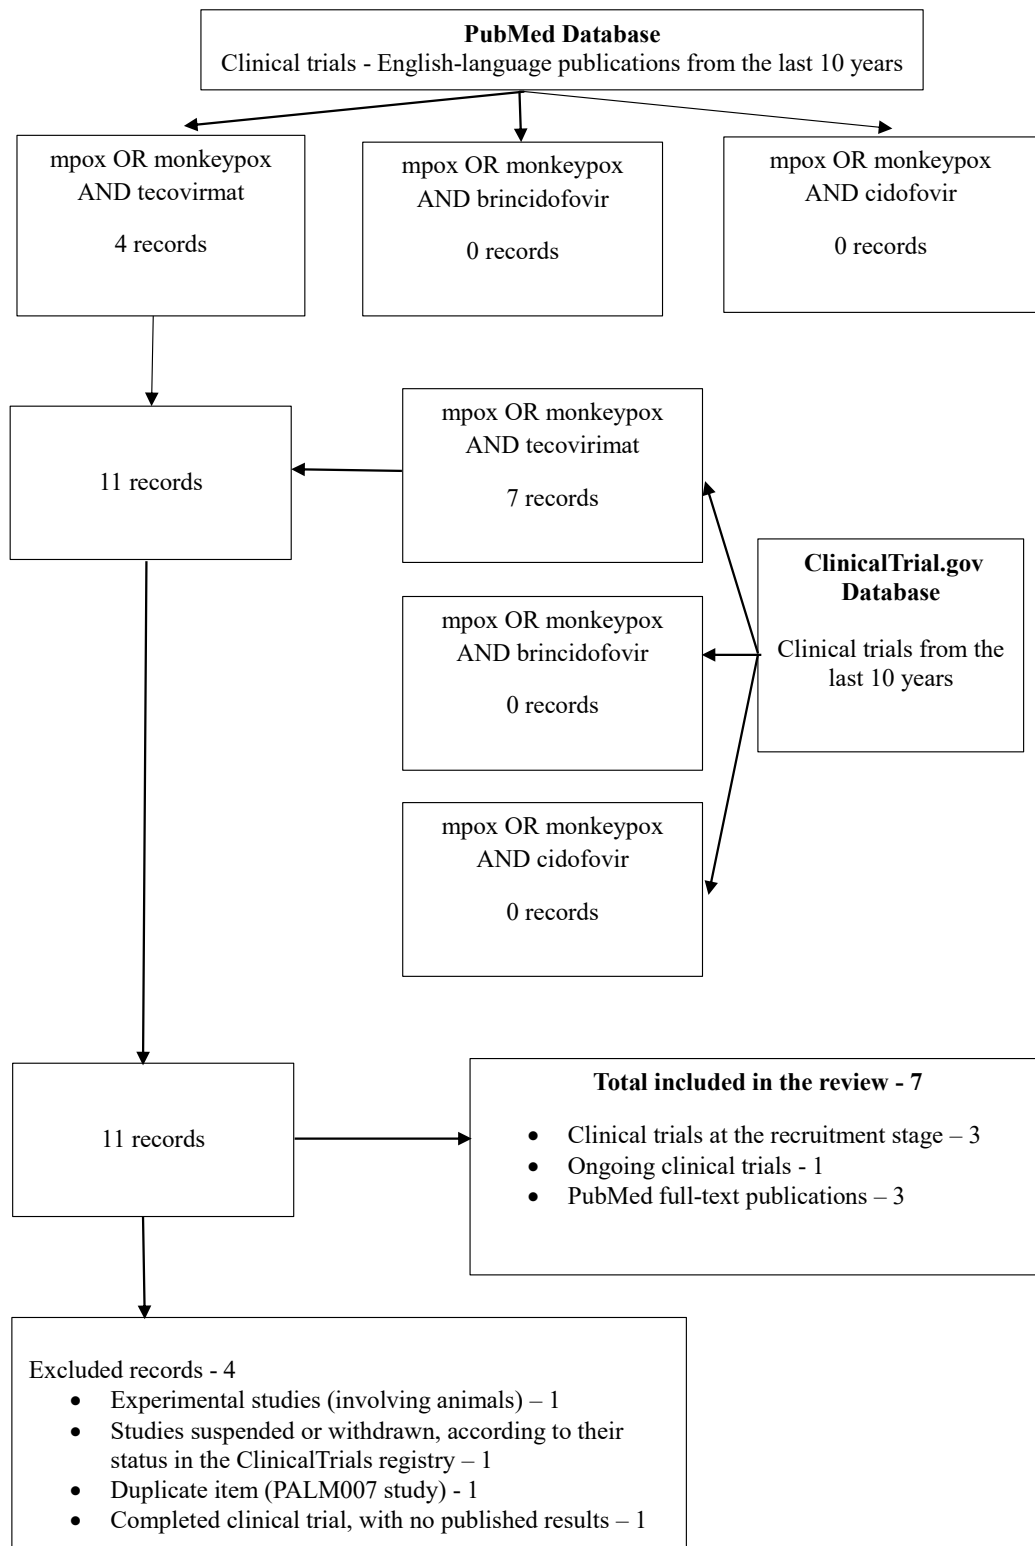 PubMed Database
Clinical trials - English-language publications from the last 10 years
mpox OR monkeypox
AND tecovirmat
4 records
mpox OR monkeypox
AND brincidofovir
0 records
mpox OR monkeypox
AND cidofovir
0 records
11 records
mpox OR monkeypox
AND tecovirimat
7 records
ClinicalTrial.gov
Database
Clinical trials from the
last 10 years
mpox OR monkeypox
AND brincidofovir
0 records
mpox OR monkeypox
AND cidofovir
0 records
11 records
Total included in the review - 7
• Clinical trials at the recruitment stage – 3
• Ongoing clinical trials - 1
• PubMed full-text publications – 3
Excluded records - 4
• Experimental studies (involving animals) – 1
• Studies suspended or withdrawn, according to their
status in the ClinicalTrials registry – 1
• Duplicate item (PALM007 study) - 1
• Completed clinical trial, with no published results – 1